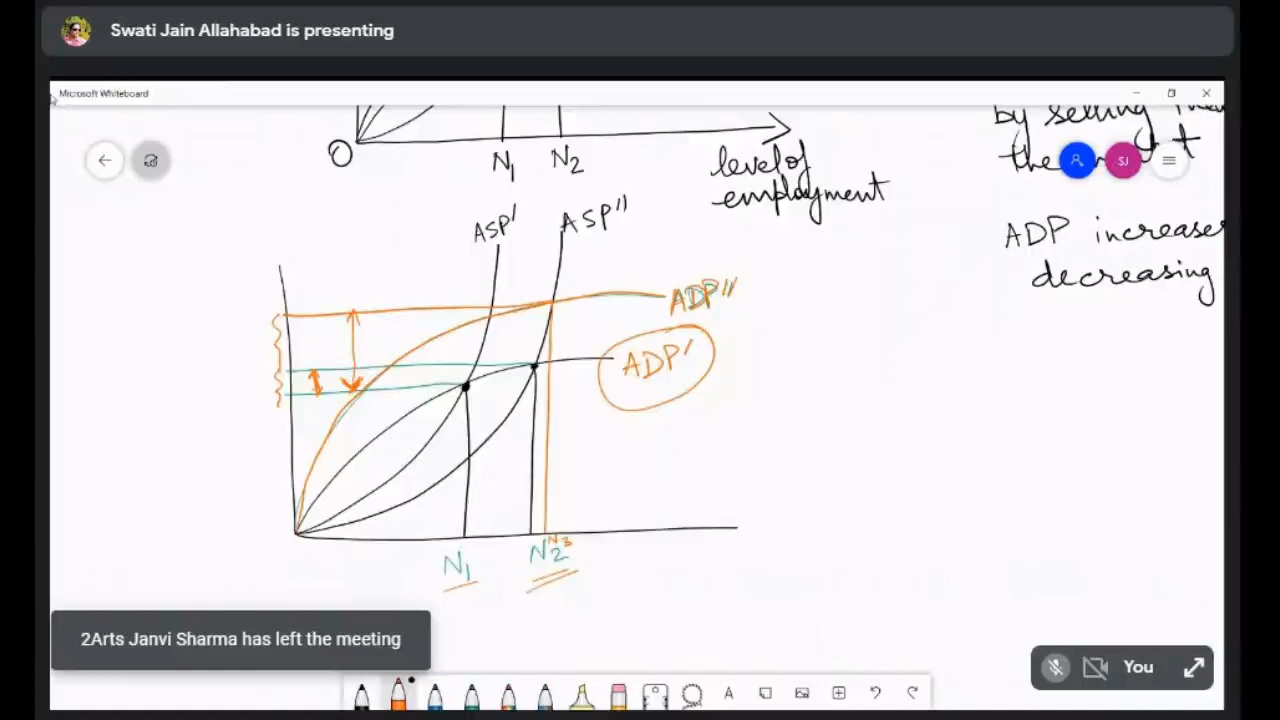 Swati Jain Allahabad is presenting
Microsoft Whiteboard
by selling
the
O
N1
N2
level of
employment
SJ
ADP increases
decreasing
ASP'
ASP''
ADP''
ADP'
N1
N2
N3
2Arts Janvi Sharma has left the meeting
You
A